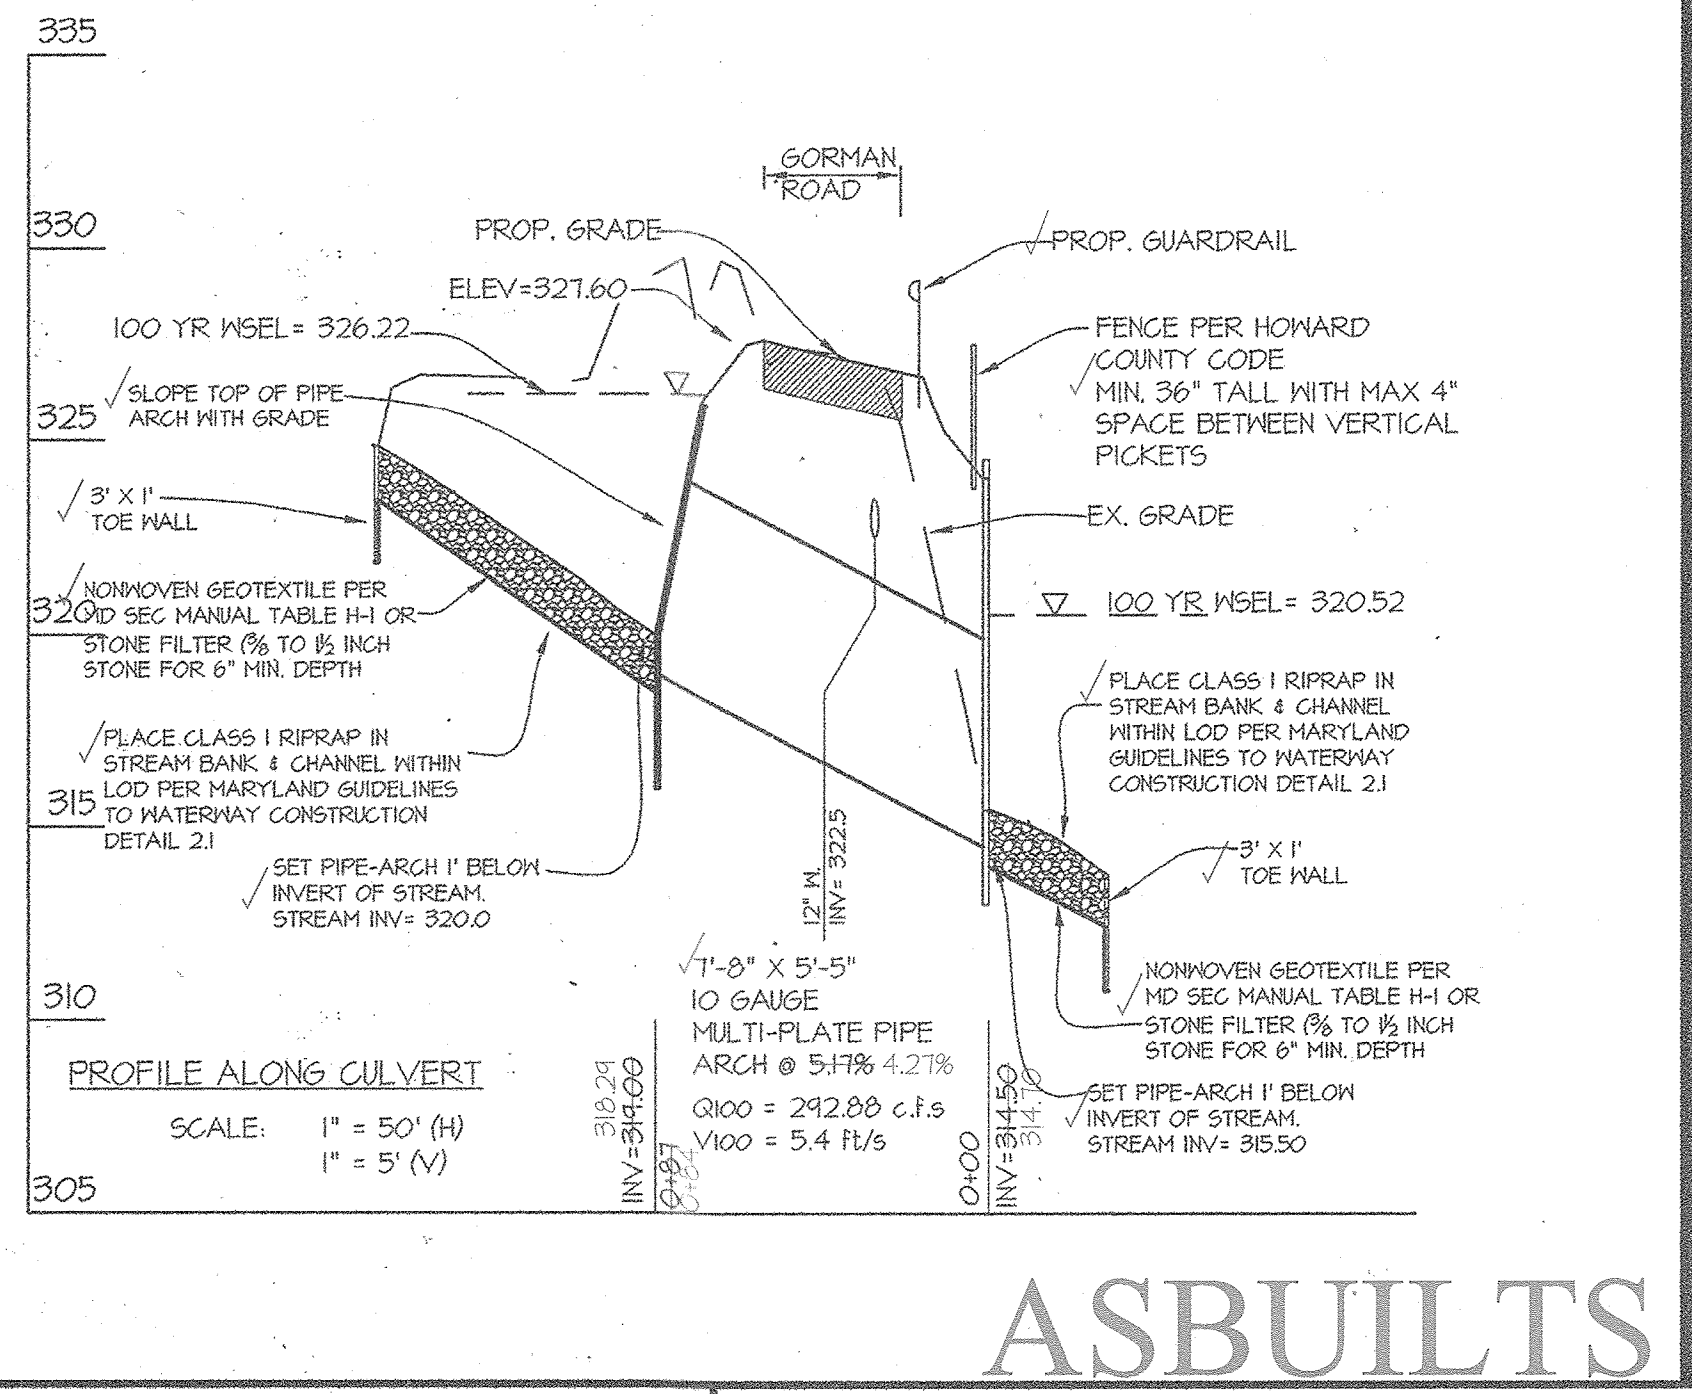 335
GORMAN
ROAD
330
PROP. GRADE
PROP. GUARDRAIL
ELEV=327.60
100 YR WSEL= 326.22
FENCE PER HOWARD
COUNTY CODE
MIN. 36" TALL WITH MAX 4"
SPACE BETWEEN VERTICAL
PICKETS
SLOPE TOP OF PIPE
ARCH WITH GRADE
325
3' X 1'
TOE WALL
EX. GRADE
NONWOVEN GEOTEXTILE PER
MD SEC MANUAL TABLE H-1 OR
STONE FILTER (3/8 TO 1½ INCH
STONE FOR 6" MIN. DEPTH
320
100 YR WSEL= 320.52
PLACE CLASS 1 RIPRAP IN
STREAM BANK & CHANNEL
WITHIN LOD PER MARYLAND
GUIDELINES TO WATERWAY
CONSTRUCTION DETAIL 2.1
PLACE CLASS 1 RIPRAP IN
STREAM BANK & CHANNEL WITHIN
LOD PER MARYLAND GUIDELINES
TO WATERWAY CONSTRUCTION
DETAIL 2.1
315
SET PIPE-ARCH 1' BELOW
INVERT OF STREAM.
STREAM INV= 320.0
12" W.
INV= 322.5
3' X 1'
TOE WALL
7'-8" X 5'-5"
10 GAUGE
MULTI-PLATE PIPE
ARCH @ 5.17% 4.27%
Q100 = 292.88 c.f.s
V100 = 5.4 ft/s
NONWOVEN GEOTEXTILE PER
MD SEC MANUAL TABLE H-1 OR
STONE FILTER (3/8 TO 1½ INCH
STONE FOR 6" MIN. DEPTH
310
SET PIPE-ARCH 1' BELOW
INVERT OF STREAM.
STREAM INV= 315.50
PROFILE ALONG CULVERT
SCALE: 1" = 50' (H)
1" = 5' (V)
305
318.29
INV=319.00
0+87
0+84
0+00
INV=314.50
314.70
ASBUILTS